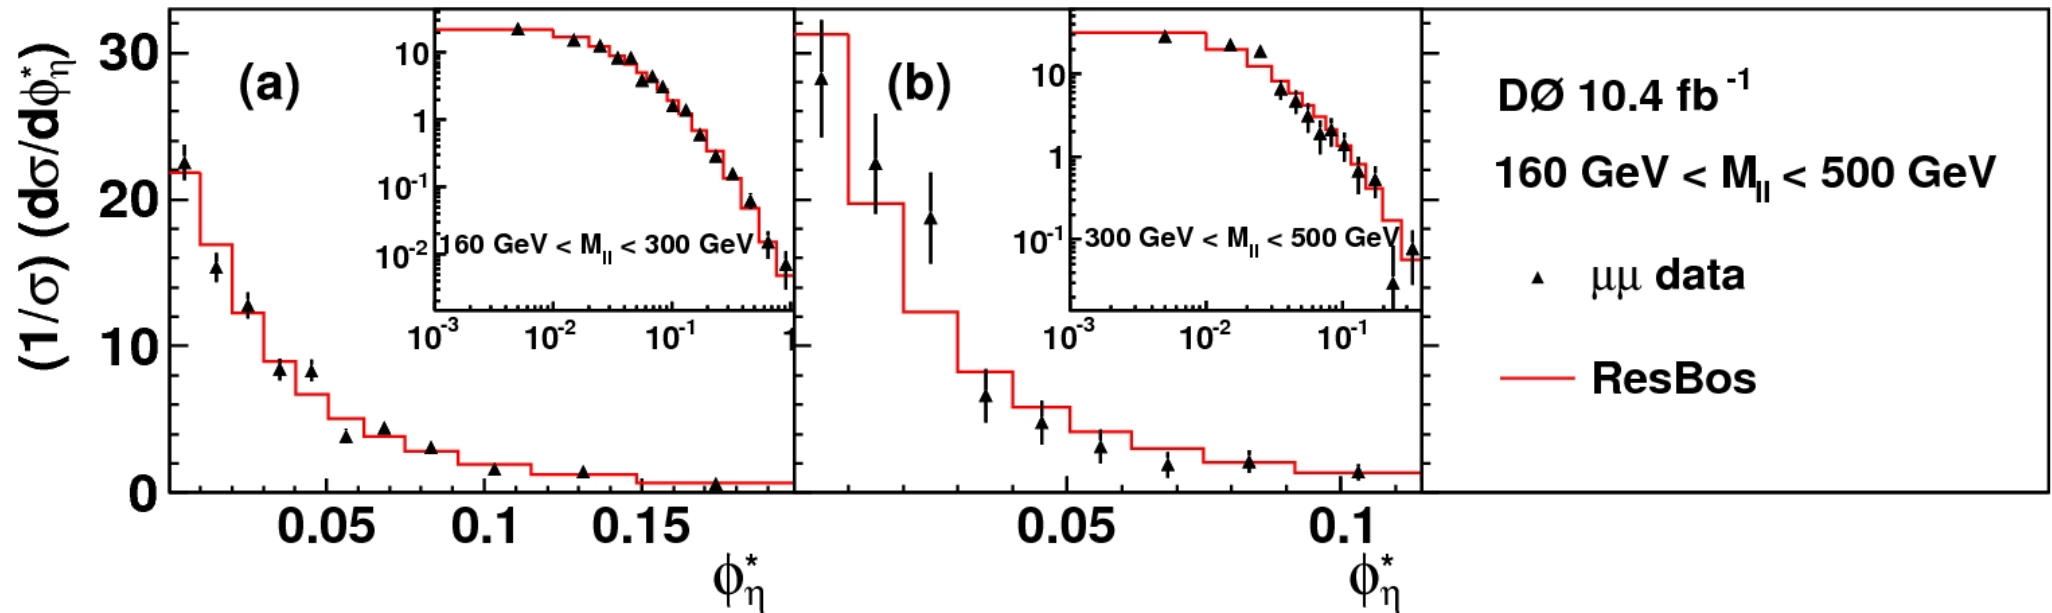 (1/σ) (dσ/dϕ*η)
30
20
10
0
(a)
10
1
10-1
10-2
160 GeV < Mll < 300 GeV
10-3 10-2 10-1 1
0.05 0.1 0.15
ϕ*η
(b)
10
1
10-1
300 GeV < Mll < 500 GeV
10-3 10-2 10-1
0.05 0.1
ϕ*η
DØ 10.4 fb-1
160 GeV < Mll < 500 GeV
μμ data
ResBos